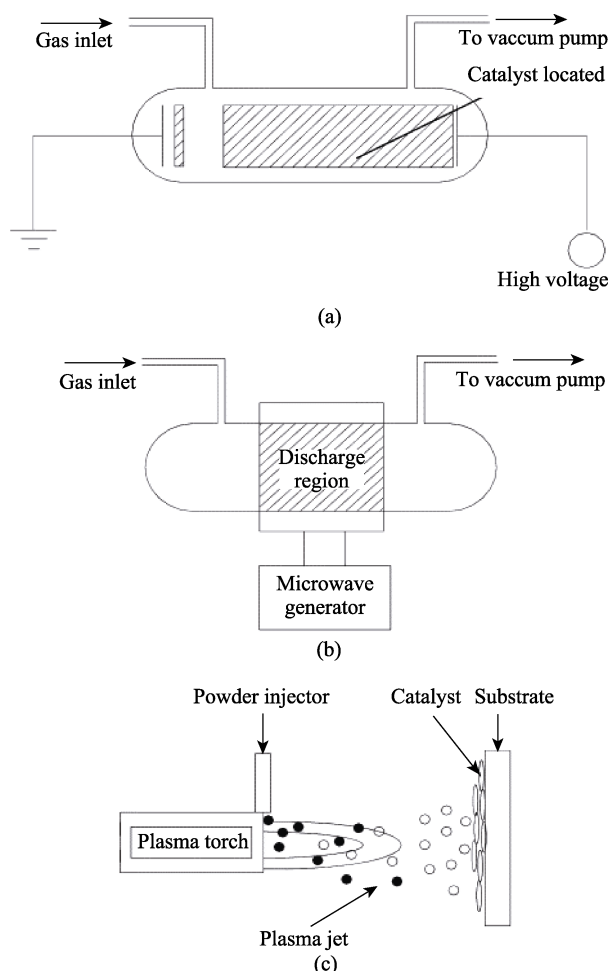 Gas inlet
To vaccum pump
Catalyst located
High voltage
(a)
Gas inlet
To vaccum pump
Discharge
region
Microwave
generator
(b)
Powder injector
Catalyst
Substrate
Plasma torch
Plasma jet
(c)